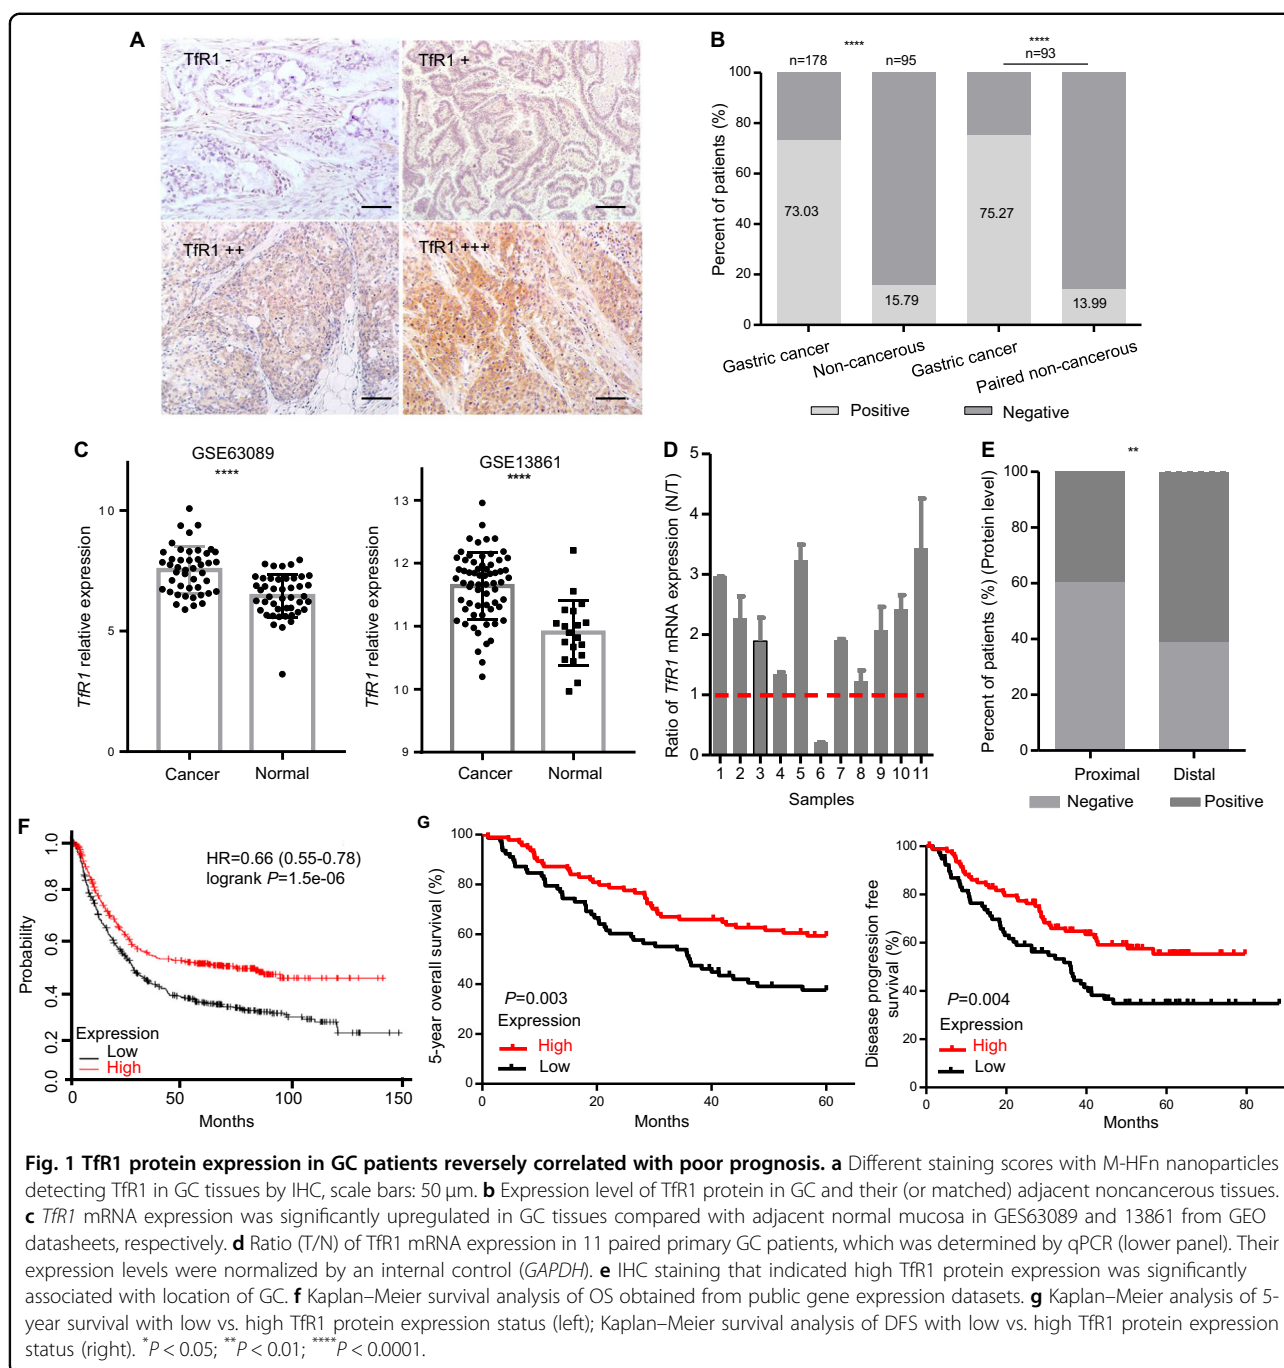 A
TfR1 -
TfR1 +
TfR1 ++
TfR1 +++
B
**** ****
n=178 n=95 n=93
Percent of patients (%)
100
80
60
40
20
0
73.03
15.79
75.27
13.99
Gastric cancer
Non-cancerous
Gastric cancer
Paired non-cancerous
Positive Negative
C
GSE63089
****
TfR1 relative expression
10
5
0
Cancer Normal
GSE13861
****
TfR1 relative expression
13
12
11
10
9
Cancer Normal
D
Ratio of TfR1 mRNA expression (N/T)
5
4
3
2
1
0
1 2 3 4 5 6 7 8 9 10 11
Samples
E
**
Percent of patients (%) (Protein level)
100
80
60
40
20
0
Proximal Distal
Negative Positive
F
Probability
1.0
0.8
0.6
0.4
0.2
0.0
HR=0.66 (0.55-0.78)
logrank P=1.5e-06
Expression
Low
High
0 50 100 150
Months
G
5-year overall survival (%)
100
80
60
40
20
0
P=0.003
Expression
High
Low
0 20 40 60
Months
Disease progression free
survival (%)
100
80
60
40
20
0
P=0.004
Expression
High
Low
0 20 40 60 80
Months
Fig. 1 TfR1 protein expression in GC patients reversely correlated with poor prognosis. a Different staining scores with M-HFn nanoparticles
detecting TfR1 in GC tissues by IHC, scale bars: 50 μm. b Expression level of TfR1 protein in GC and their (or matched) adjacent noncancerous tissues.
c TfR1 mRNA expression was significantly upregulated in GC tissues compared with adjacent normal mucosa in GES63089 and 13861 from GEO
datasheets, respectively. d Ratio (T/N) of TfR1 mRNA expression in 11 paired primary GC patients, which was determined by qPCR (lower panel). Their
expression levels were normalized by an internal control (GAPDH). e IHC staining that indicated high TfR1 protein expression was significantly
associated with location of GC. f Kaplan–Meier survival analysis of OS obtained from public gene expression datasets. g Kaplan–Meier analysis of 5-
year survival with low vs. high TfR1 protein expression status (left); Kaplan–Meier survival analysis of DFS with low vs. high TfR1 protein expression
status (right). *P < 0.05; **P < 0.01; ****P < 0.0001.